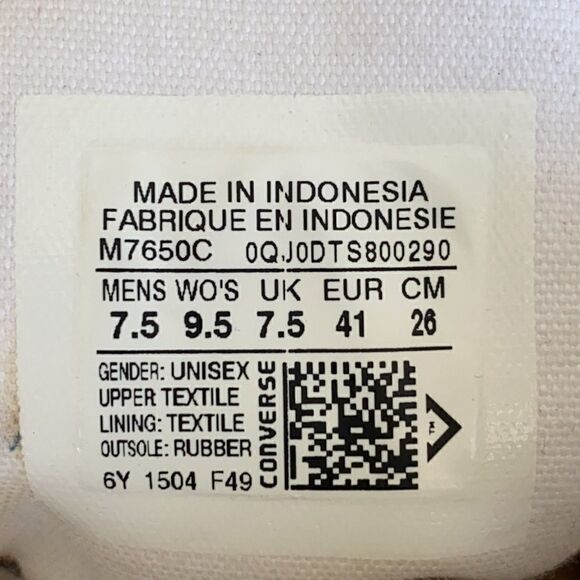 MADE IN INDONESIA
FABRIQUE EN INDONESIE
M7650C 0QJ0DTS800290
MENS WO'S UK EUR CM
7.5 9.5 7.5 41 26
GENDER: UNISEX
UPPER: TEXTILE
LINING: TEXTILE
OUTSOLE: RUBBER
6Y 1504 F49
CONVERSE
TM